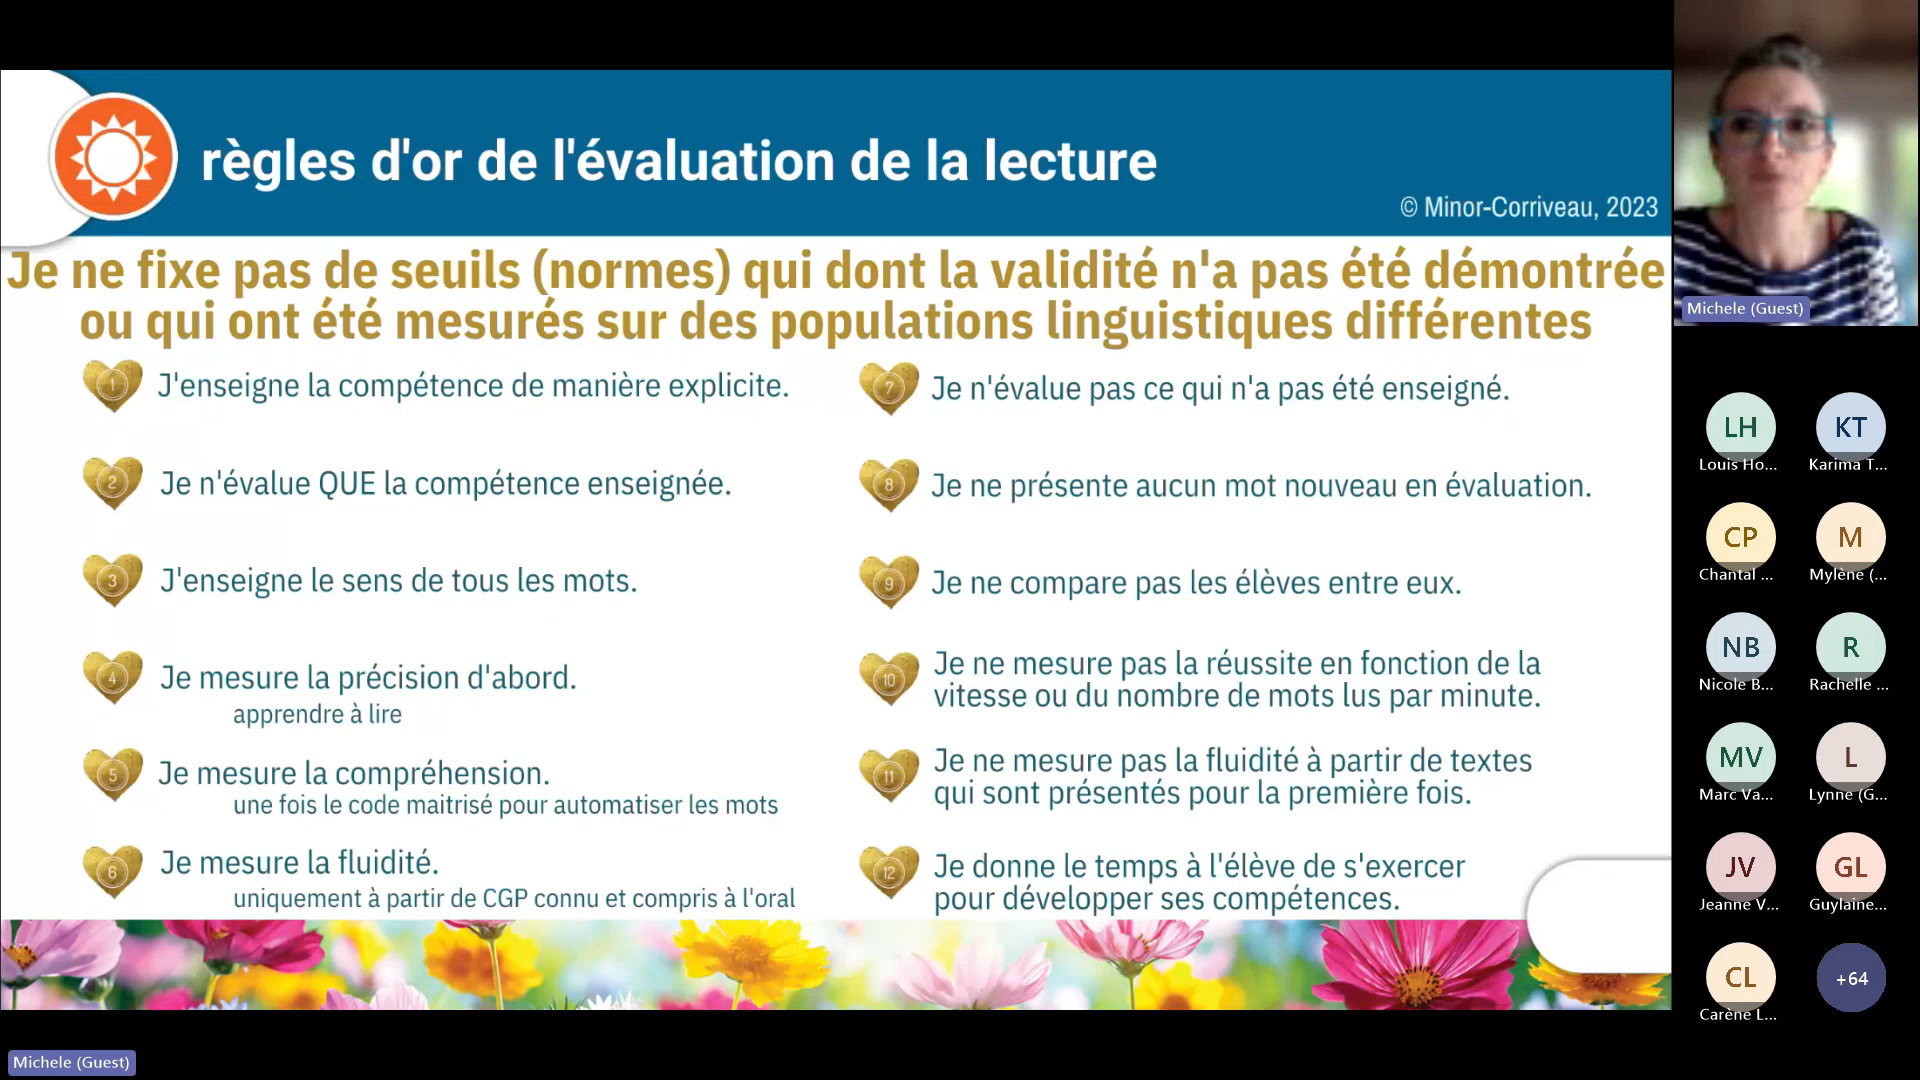 règles d'or de l'évaluation de la lecture
© Minor-Corriveau, 2023
Je ne fixe pas de seuils (normes) qui dont la validité n'a pas été démontrée
ou qui ont été mesurés sur des populations linguistiques différentes
1 J'enseigne la compétence de manière explicite.
2 Je n'évalue QUE la compétence enseignée.
3 J'enseigne le sens de tous les mots.
4 Je mesure la précision d'abord.
apprendre à lire
5 Je mesure la compréhension.
une fois le code maitrisé pour automatiser les mots
6 Je mesure la fluidité.
uniquement à partir de CGP connu et compris à l'oral
7 Je n'évalue pas ce qui n'a pas été enseigné.
8 Je ne présente aucun mot nouveau en évaluation.
9 Je ne compare pas les élèves entre eux.
10 Je ne mesure pas la réussite en fonction de la
vitesse ou du nombre de mots lus par minute.
11 Je ne mesure pas la fluidité à partir de textes
qui sont présentés pour la première fois.
12 Je donne le temps à l'élève de s'exercer
pour développer ses compétences.
Michele (Guest)
LH
Louis Ho...
KT
Karima T...
CP
Chantal ...
M
Mylène (...
NB
Nicole B...
R
Rachelle ...
MV
Marc Va...
L
Lynne (G...
JV
Jeanne V...
GL
Guylaine...
CL
Carène L...
+64
Michele (Guest)